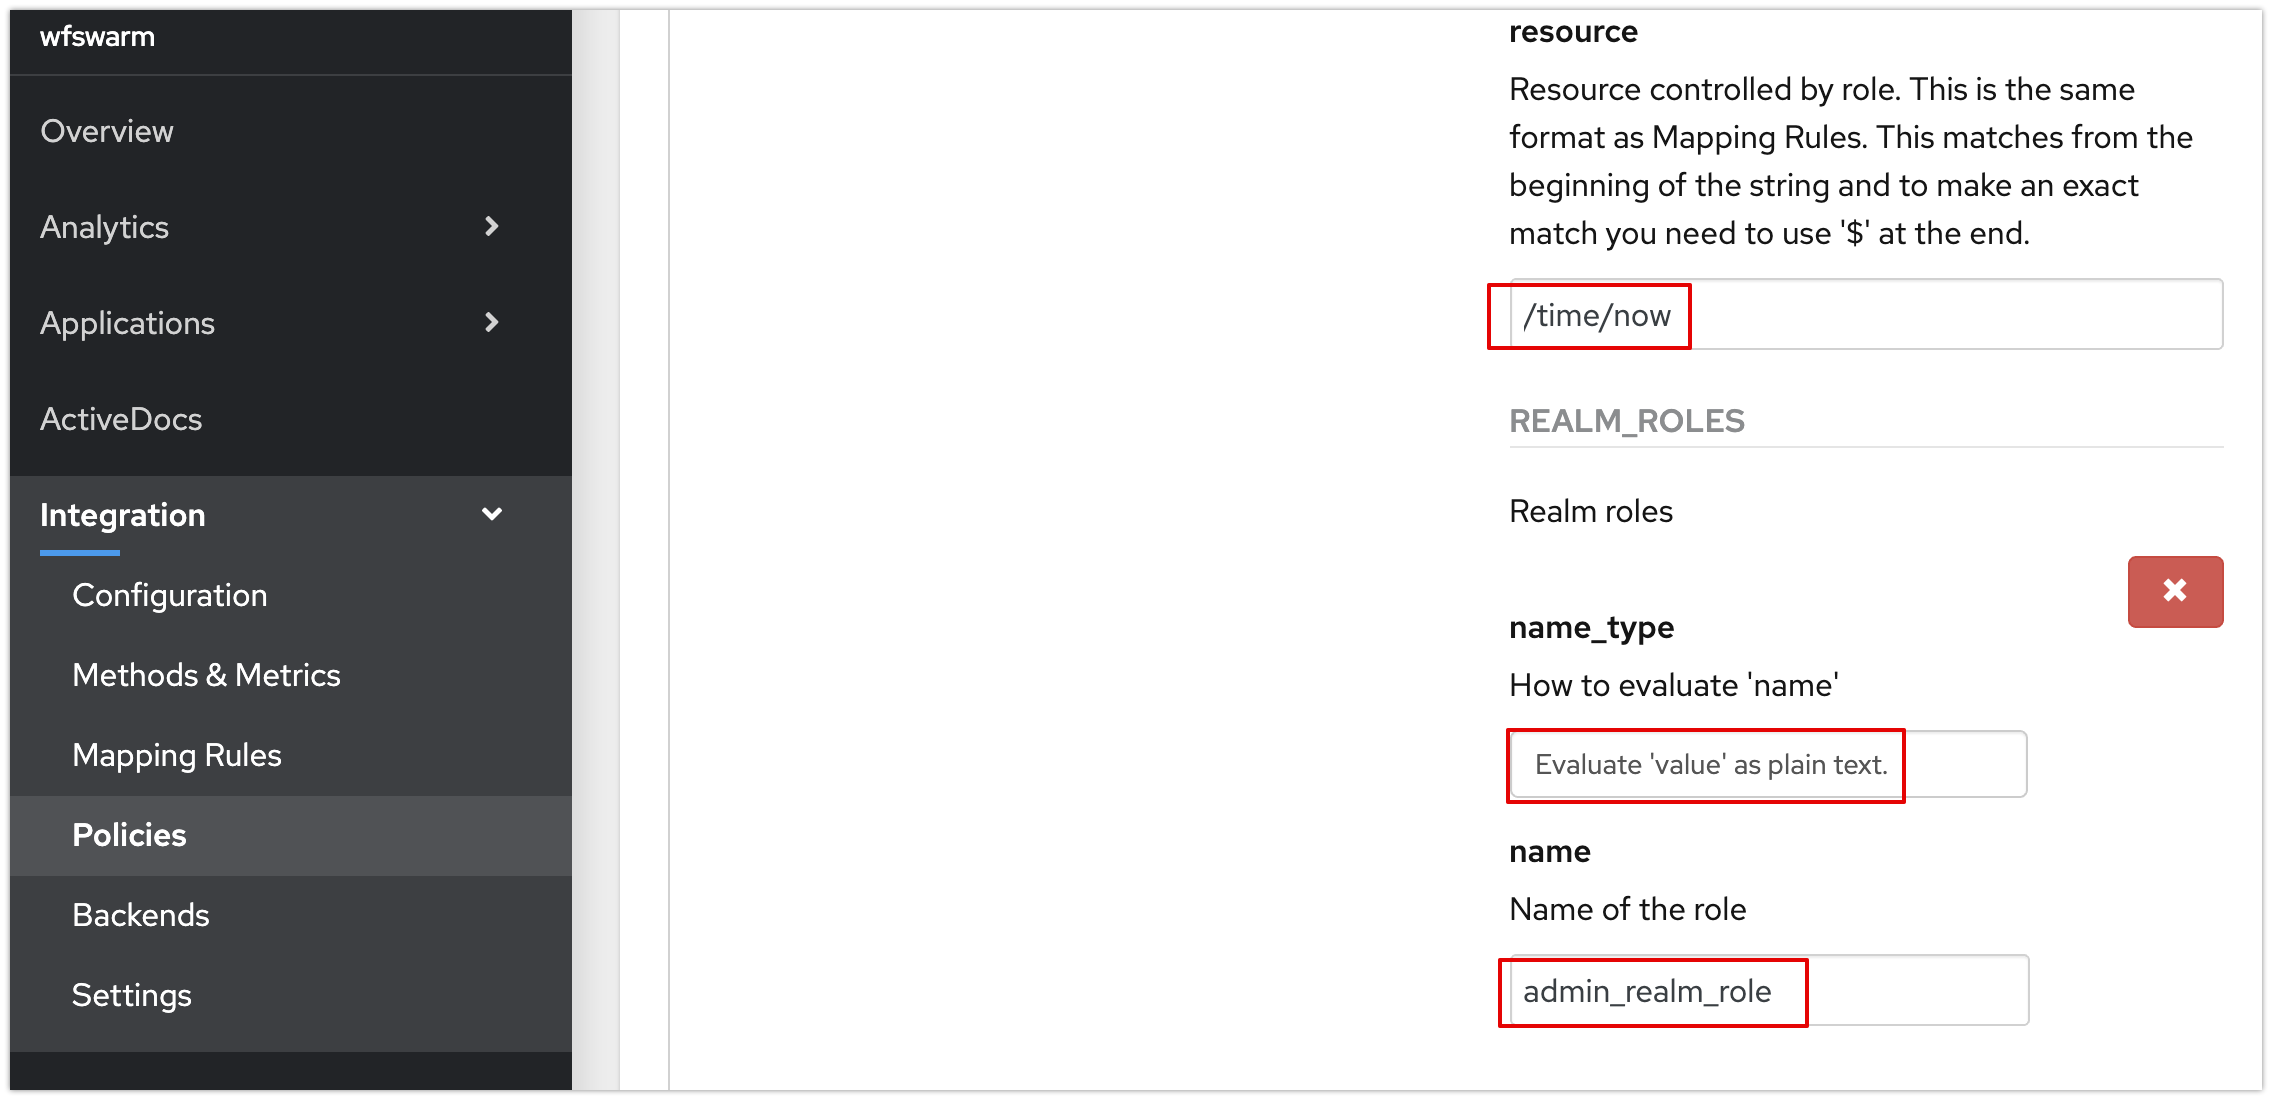 wfswarm
Overview
Analytics
Applications
ActiveDocs
Integration
Configuration
Methods & Metrics
Mapping Rules
Policies
Backends
Settings
resource
Resource controlled by role. This is the same
format as Mapping Rules. This matches from the
beginning of the string and to make an exact
match you need to use '$' at the end.
/time/now
REALM_ROLES
Realm roles
name_type
How to evaluate 'name'
Evaluate 'value' as plain text.
name
Name of the role
admin_realm_role